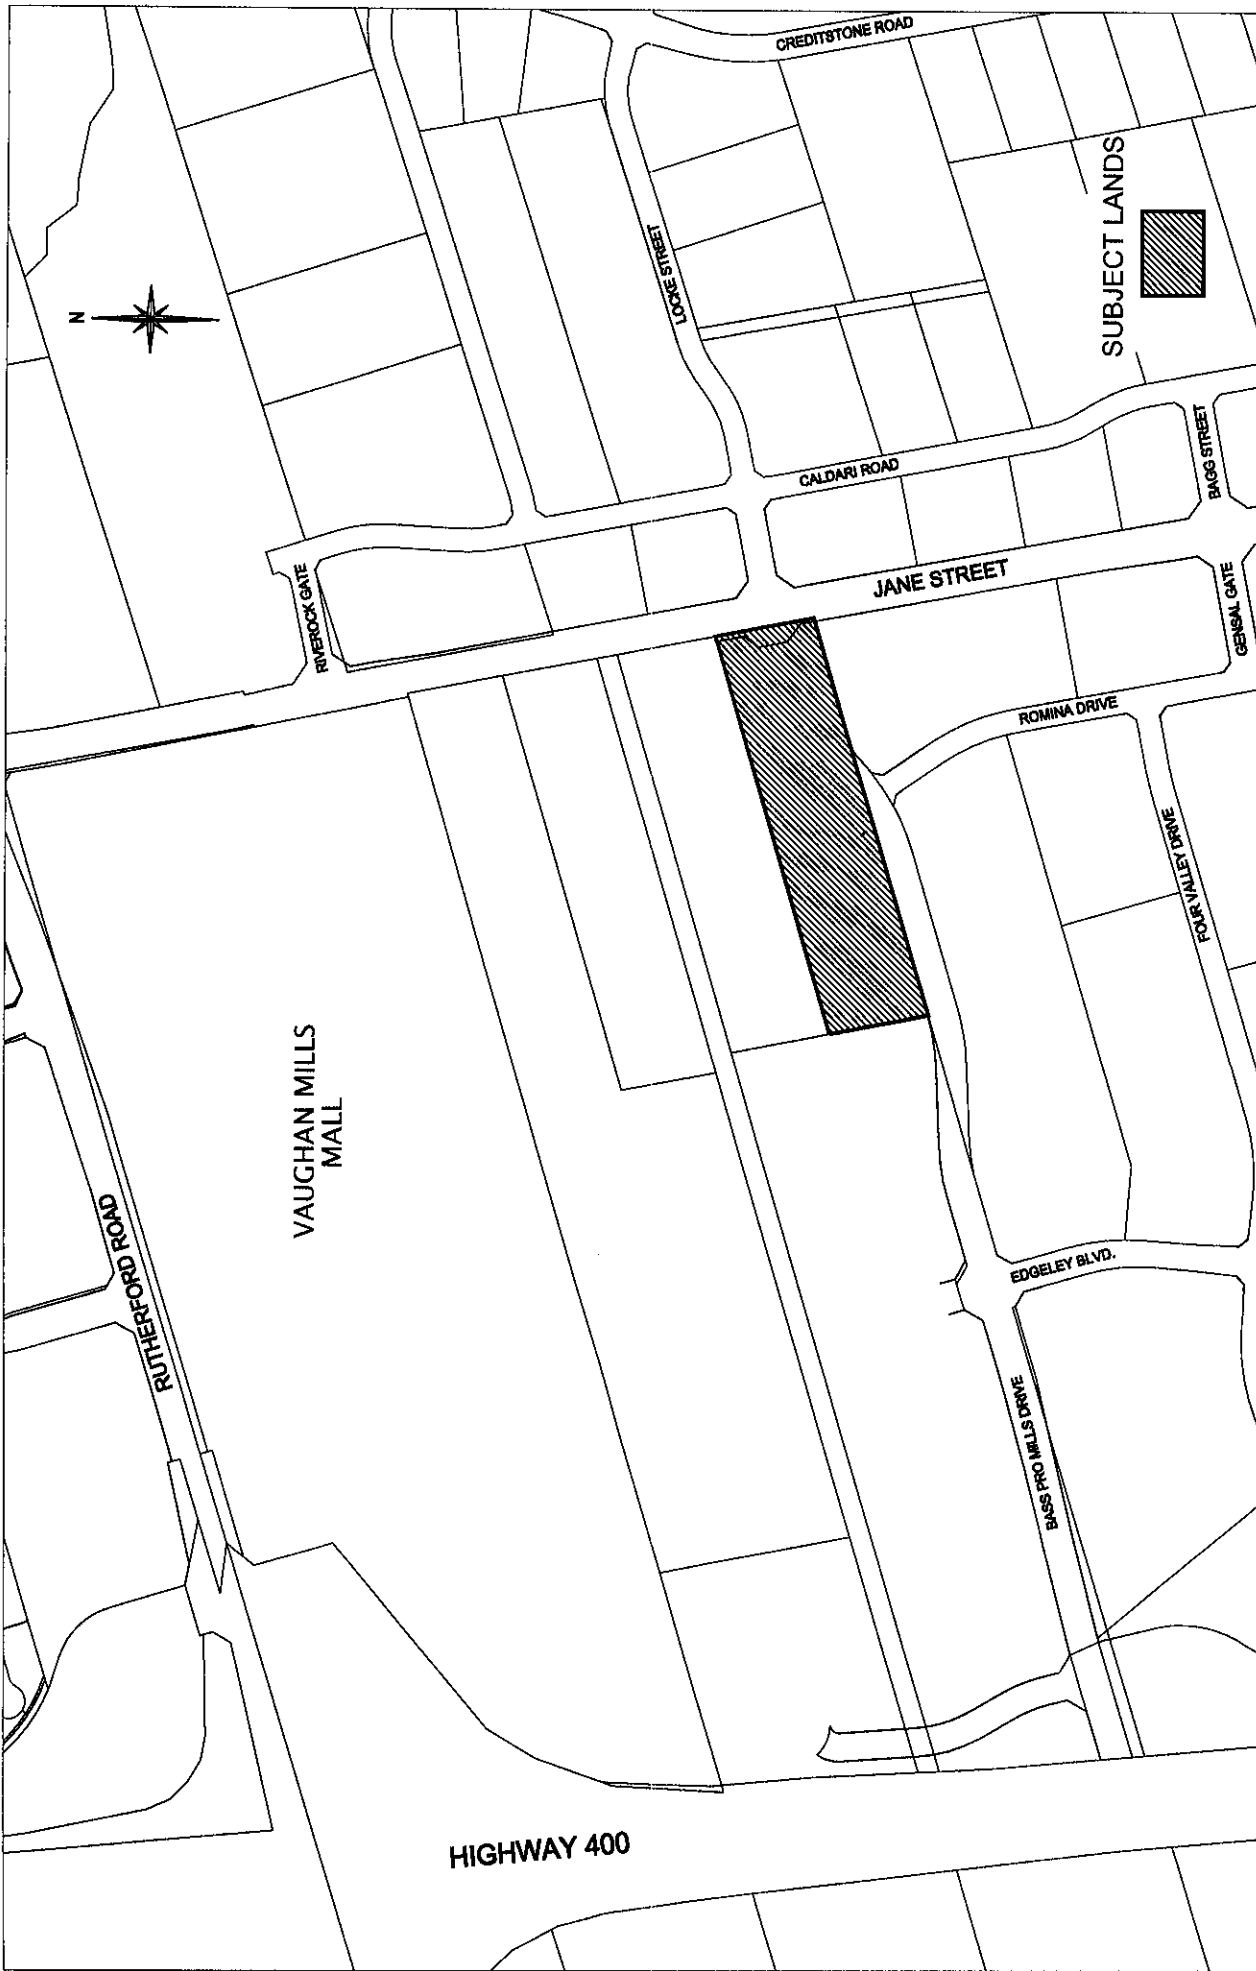 CREDITSTONE ROAD
LOCKE STREET
SUBJECT LANDS
N
CALDARI ROAD
BAGG STREET
RIVEROCK GATE
JANE STREET
GENSAL GATE
ROMINA DRIVE
FOUR VALLEY DRIVE
VAUGHAN MILLS
MALL
RUTHERFORD ROAD
EDGELEY BLVD.
BASS PRO MILLS DRIVE
HIGHWAY 400